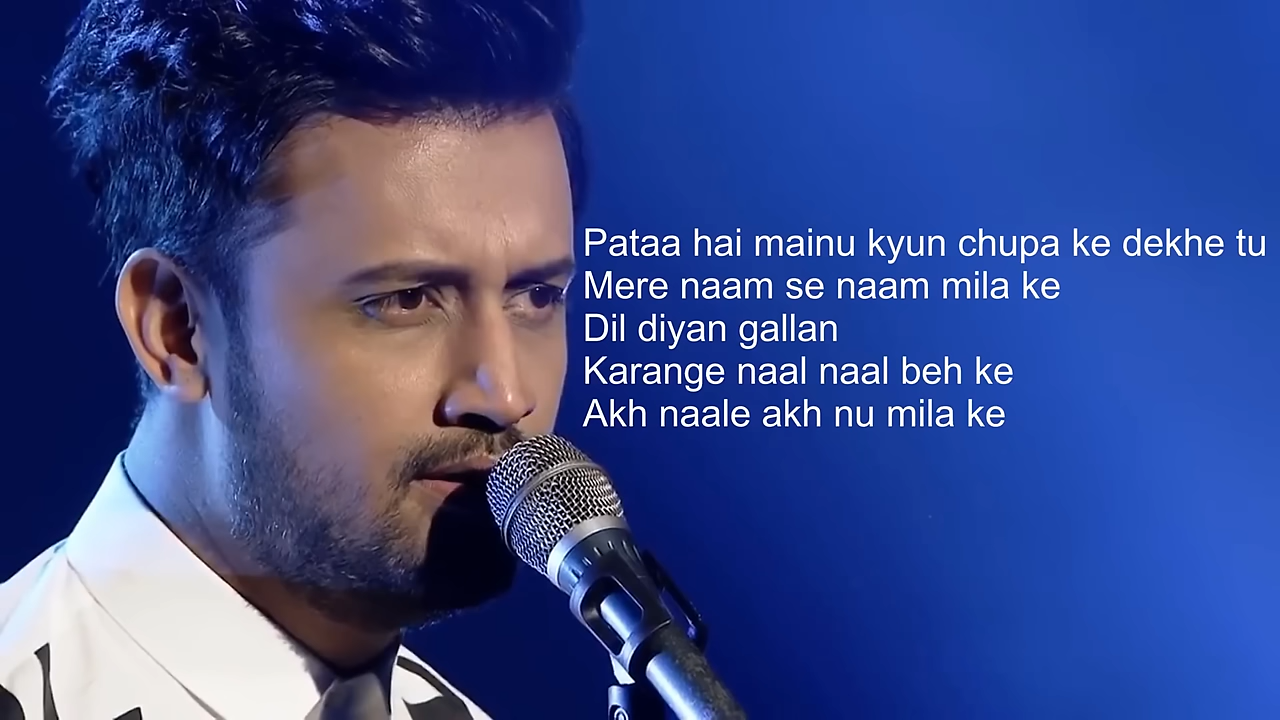 Pataa hai mainu kyun chupa ke dekhe tu
Mere naam se naam mila ke
Dil diyan gallan
Karange naal naal beh ke
Akh naale akh nu mila ke